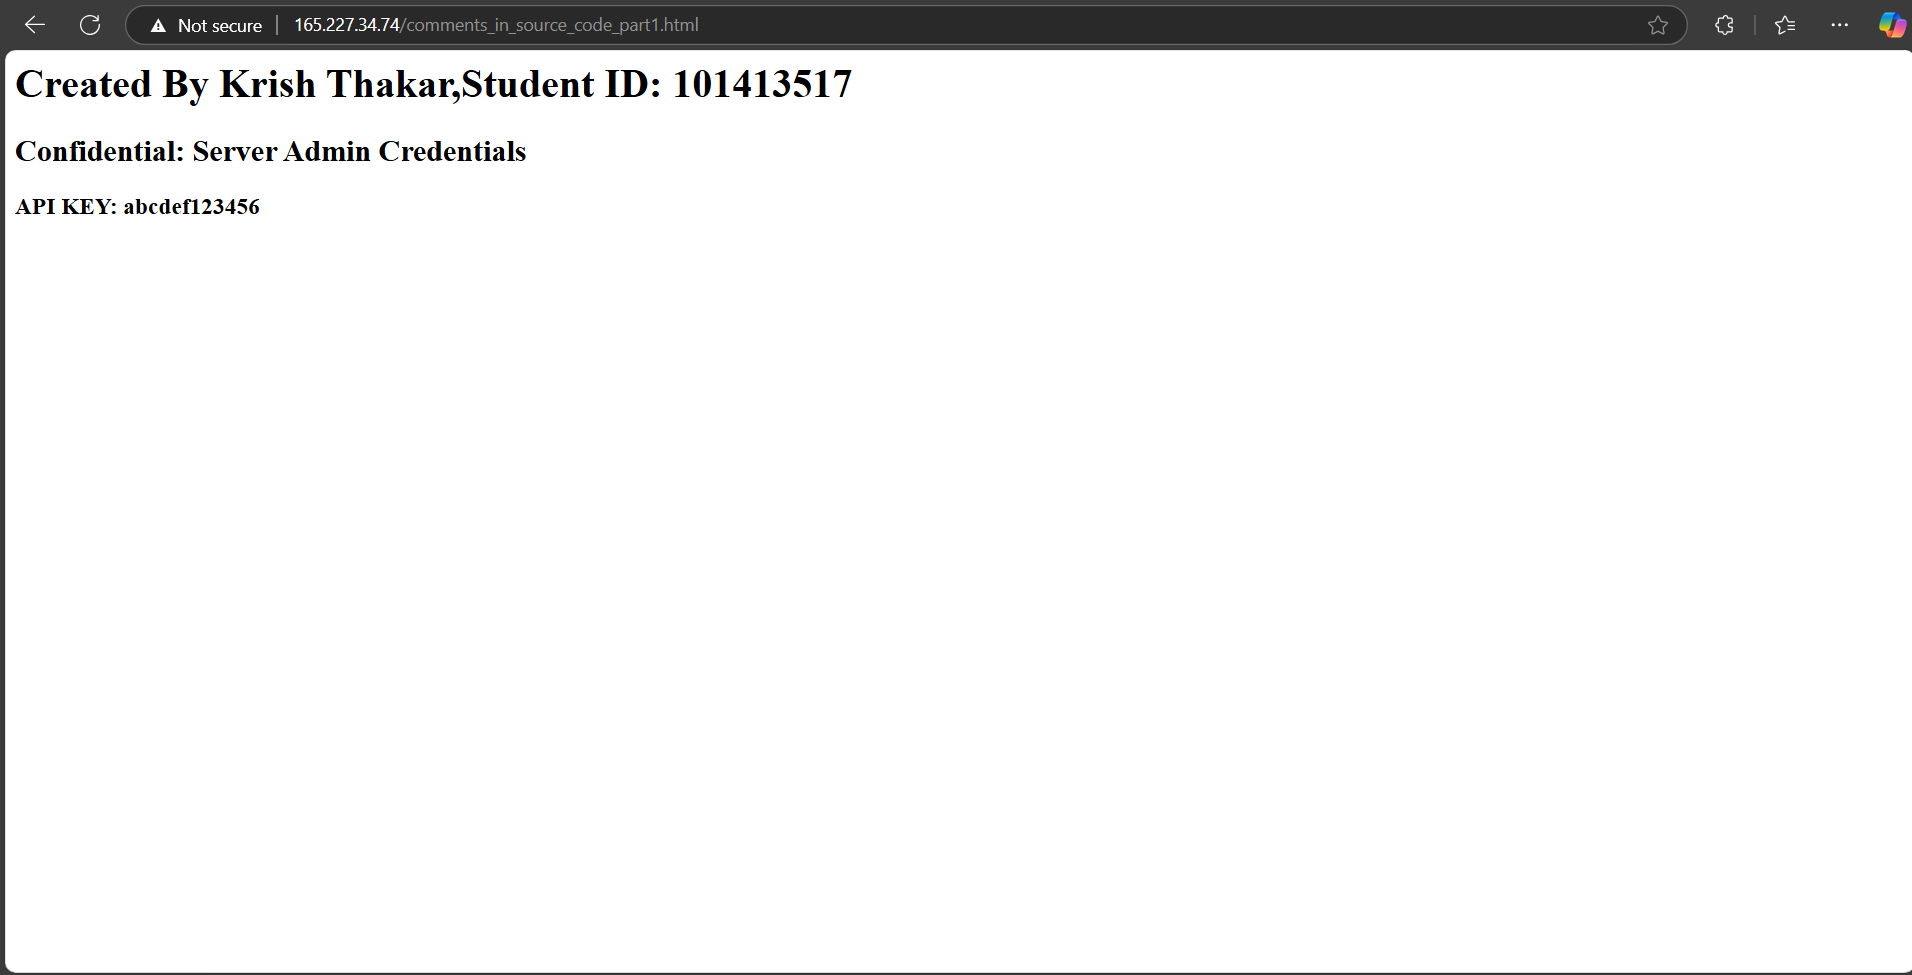 Not secure 165.227.34.74/comments_in_source_code_part1.html
Created By Krish Thakar,Student ID: 101413517
Confidential: Server Admin Credentials
API KEY: abcdef123456